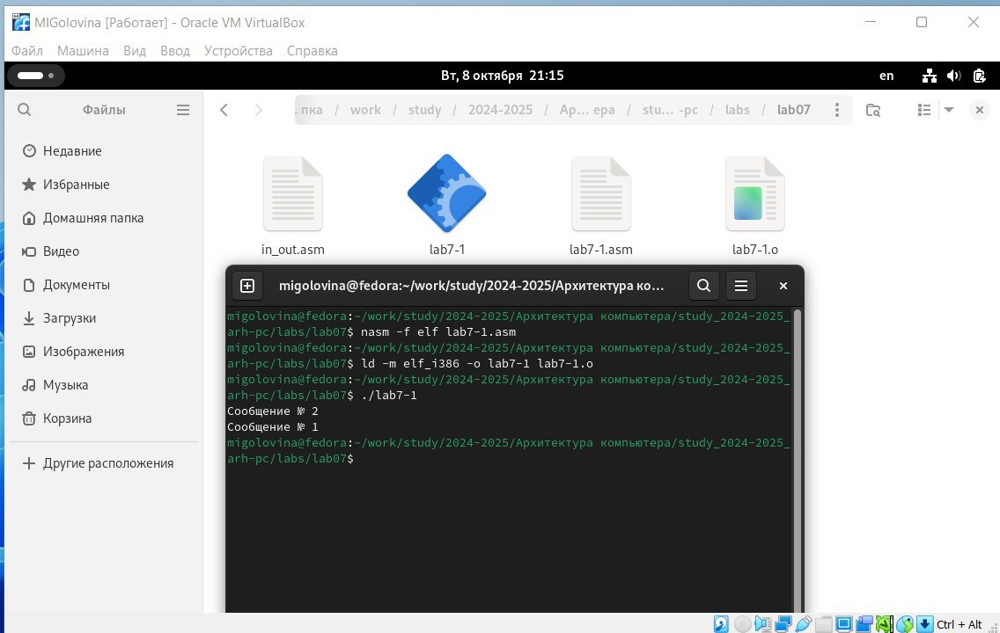 MIGolovina [Работает] - Oracle VM VirtualBox
Файл Машина Вид Ввод Устройства Справка
Вт, 8 октября 21:15
en
Файлы
. пка / work / study / 2024-2025 / Ар… ера / stu… -pc / labs / lab07
Недавние
Избранные
Домашняя папка
Видео
Документы
Загрузки
Изображения
Музыка
Корзина
Другие расположения
in_out.asm
lab7-1
lab7-1.asm
lab7-1.o
migolovina@fedora:~/work/study/2024-2025/Архитектура ко…
migolovina@fedora:~/work/study/2024-2025/Архитектура компьютера/study_2024-2025_
arh-pc/labs/lab07$ nasm -f elf lab7-1.asm
migolovina@fedora:~/work/study/2024-2025/Архитектура компьютера/study_2024-2025_
arh-pc/labs/lab07$ ld -m elf_i386 -o lab7-1 lab7-1.o
migolovina@fedora:~/work/study/2024-2025/Архитектура компьютера/study_2024-2025_
arh-pc/labs/lab07$ ./lab7-1
Сообщение № 2
Сообщение № 1
migolovina@fedora:~/work/study/2024-2025/Архитектура компьютера/study_2024-2025_
arh-pc/labs/lab07$
Ctrl + Alt